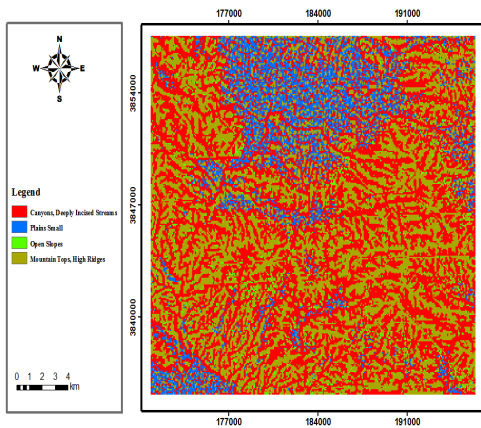 N
W E
S
Legend
Canyons, Deeply Incised Streams
Plains Small
Open Slopes
Mountain Tops, High Ridges
0 1 2 3 4
km
177000 184000 191000
3854000
3847000
3840000
177000 184000 191000